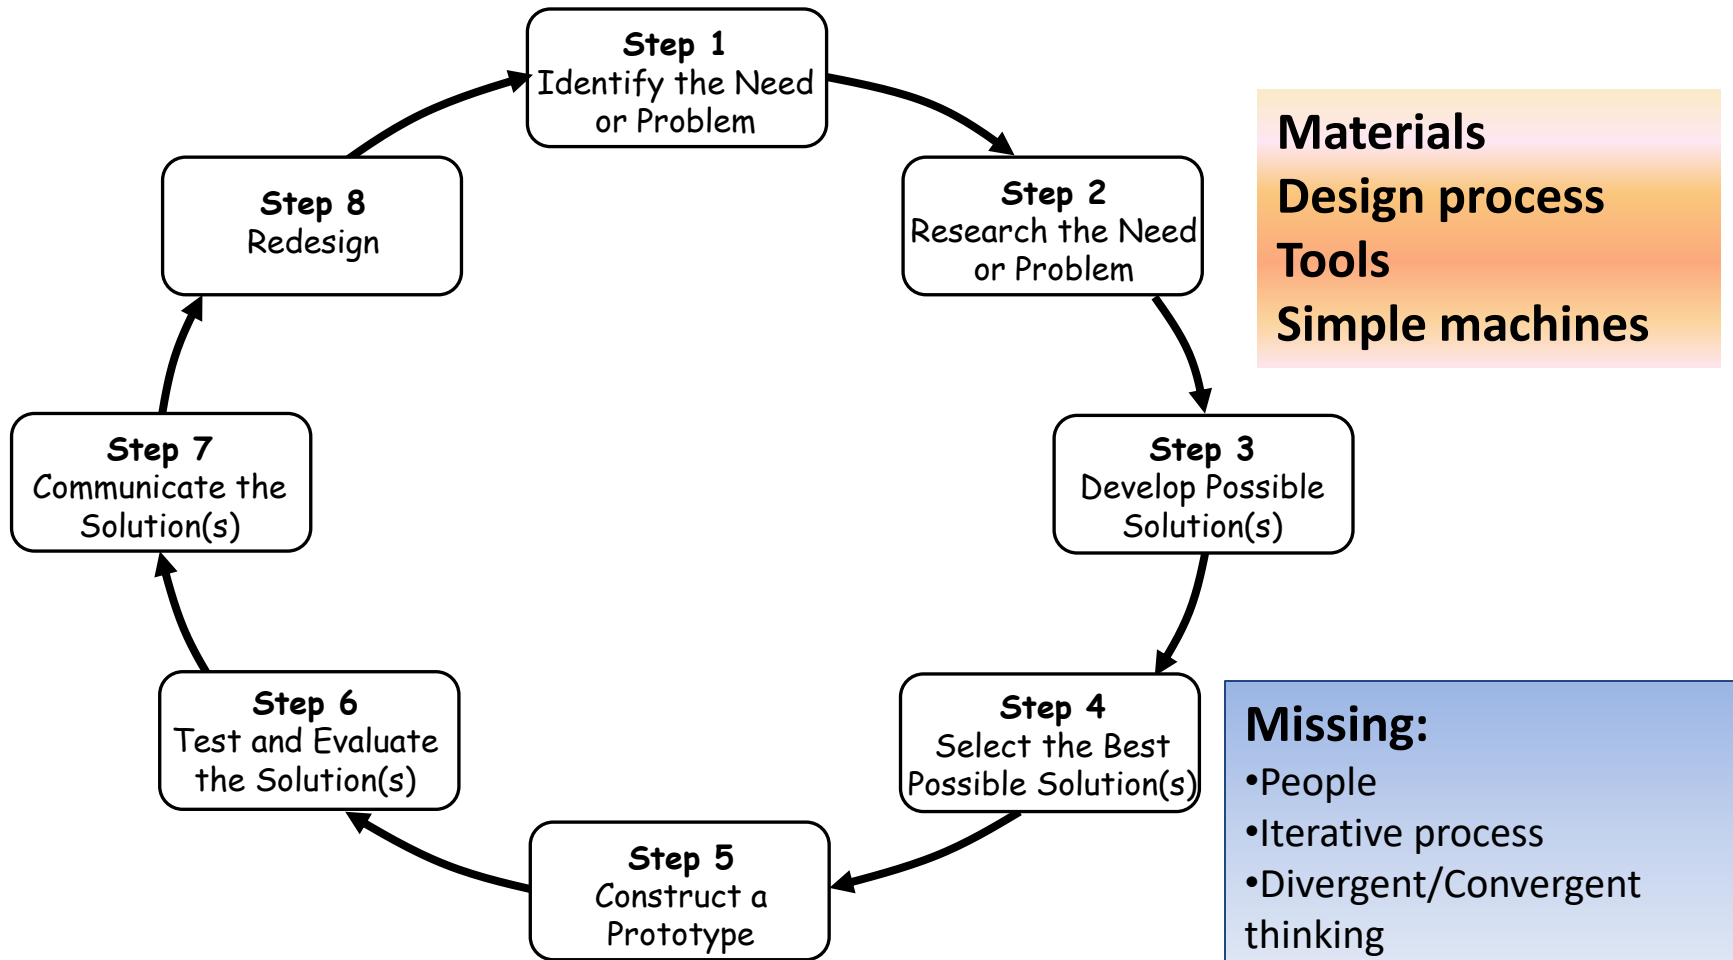 Step 1
Identify the Need
or Problem
Step 2
Research the Need
or Problem
Step 3
Develop Possible
Solution(s)
Step 4
Select the Best
Possible Solution(s)
Step 5
Construct a
Prototype
Step 6
Test and Evaluate
the Solution(s)
Step 7
Communicate the
Solution(s)
Step 8
Redesign
Materials
Design process
Tools
Simple machines
Missing:
•People
•Iterative process
•Divergent/Convergent
thinking